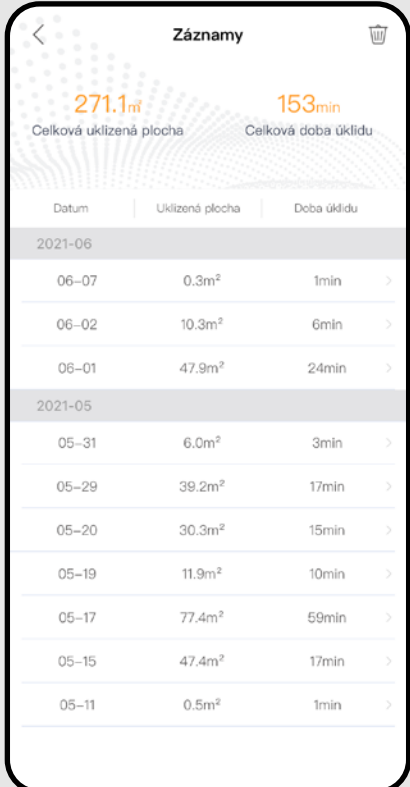 Záznamy
271.1㎡ 153min
Celková uklizená plocha Celková doba úklidu
Datum Uklizená plocha Doba úklidu
2021-06
06–07 0.3m² 1min
06–02 10.3m² 6min
06–01 47.9m² 24min
2021-05
05–31 6.0m² 3min
05–29 39.2m² 17min
05–20 30.3m² 15min
05–19 11.9m² 10min
05–17 77.4m² 59min
05–15 47.4m² 17min
05–11 0.5m² 1min